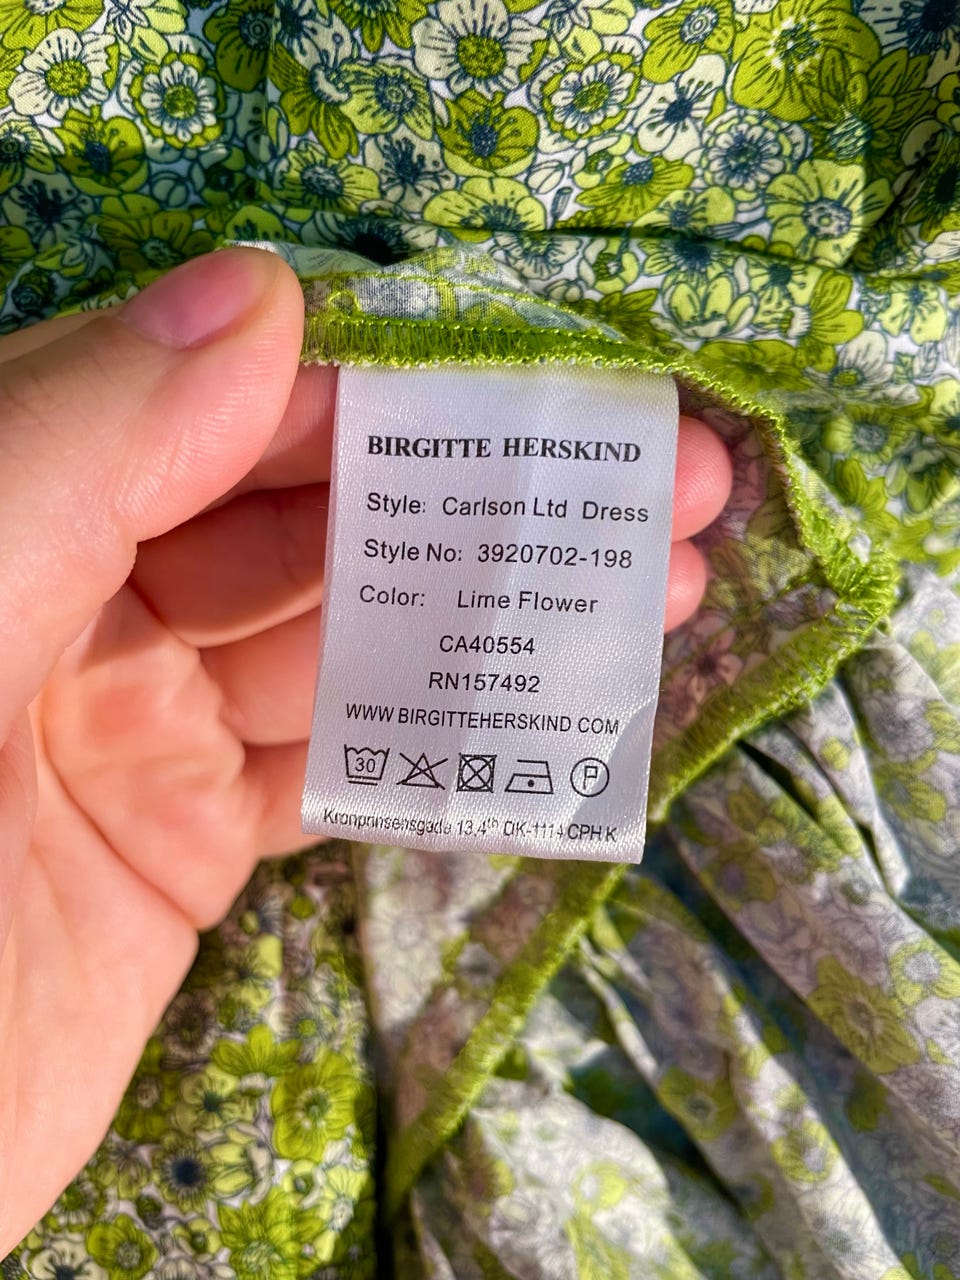 BIRGITTE HERSKIND
Style: Carlson Ltd Dress
Style No: 3920702-198
Color: Lime Flower
CA40554
RN157492
WWW BIRGITTEHERSKIND COM
30 P
Kronprinsensgade 13,4th DK-1114 CPH K